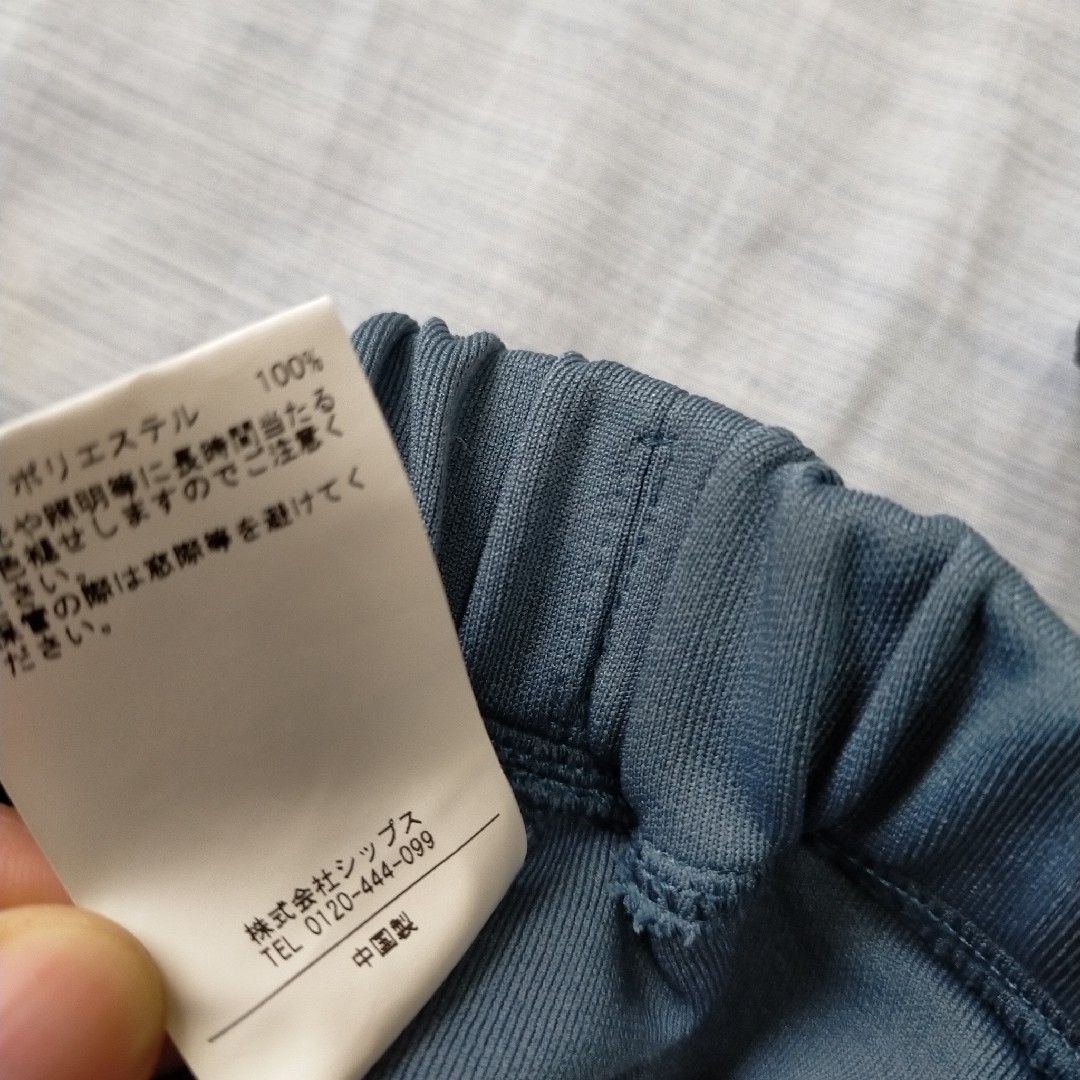 ポリエステル 100%
光や照明等に長時間当たる
色褪せしますのでご注意く
ださい。
保管の際は窓際等を避けてく
ださい。
株式会社シップス
TEL 0120-444-099
中国製